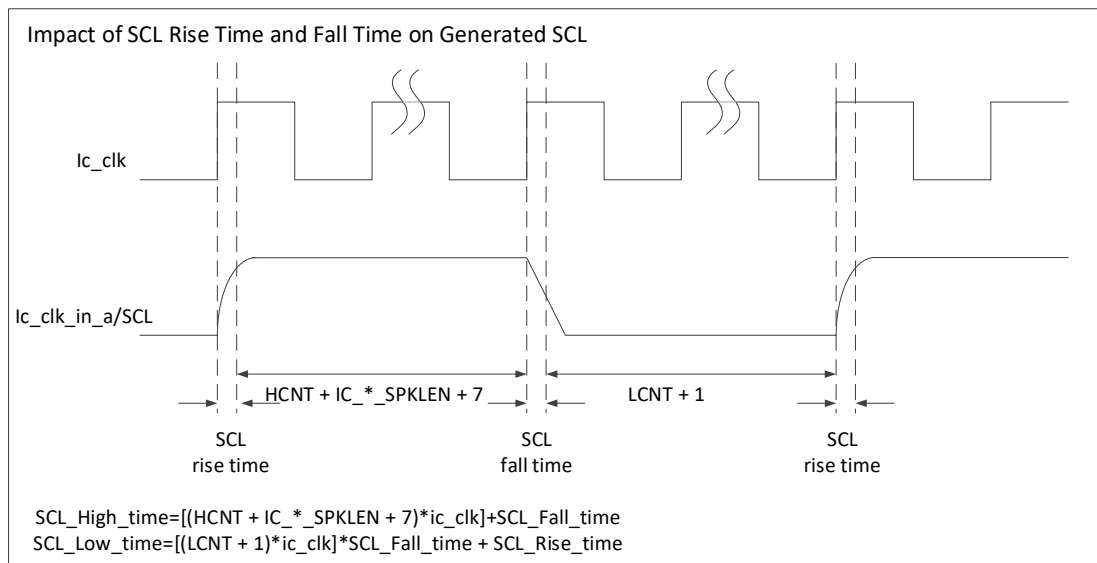 Impact of SCL Rise Time and Fall Time on Generated SCL
Ic_clk
Ic_clk_in_a/SCL
HCNT + IC_*_SPKLEN + 7
LCNT + 1
SCL
rise time
SCL
fall time
SCL
rise time
SCL_High_time=[(HCNT + IC_*_SPKLEN + 7)*ic_clk]+SCL_Fall_time
SCL_Low_time=[(LCNT + 1)*ic_clk]*SCL_Fall_time + SCL_Rise_time